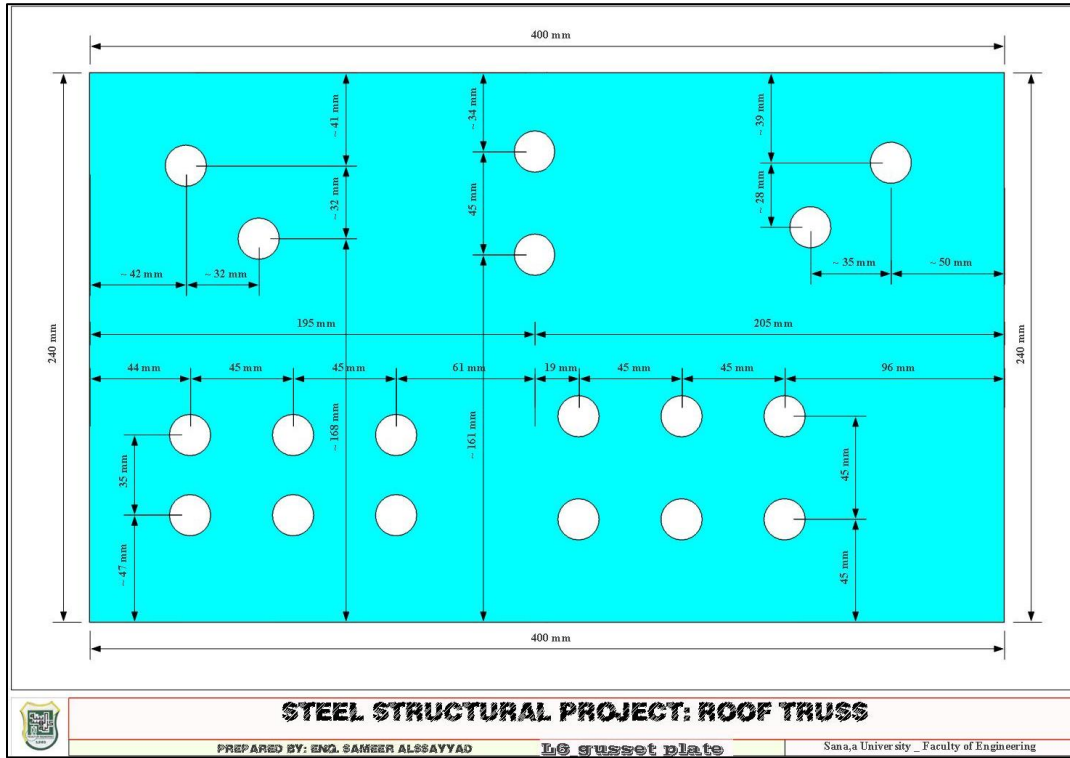 400 mm
~ 41 mm
~ 34 mm
~ 39 mm
~ 32 mm
45 mm
~ 28 mm
~ 42 mm
~ 32 mm
~ 35 mm
~ 50 mm
240 mm
195 mm
205 mm
240 mm
44 mm
45 mm
45 mm
61 mm
19 mm
45 mm
45 mm
96 mm
~ 168 mm
~ 161 mm
35 mm
45 mm
~ 47 mm
45 mm
400 mm
STEEL STRUCTURAL PROJECT: ROOF TRUSS
PREPARED BY: ENG. SAMEER ALSSAYYAD
L6 gusset plate
Sana,a University _ Faculty of Engineering